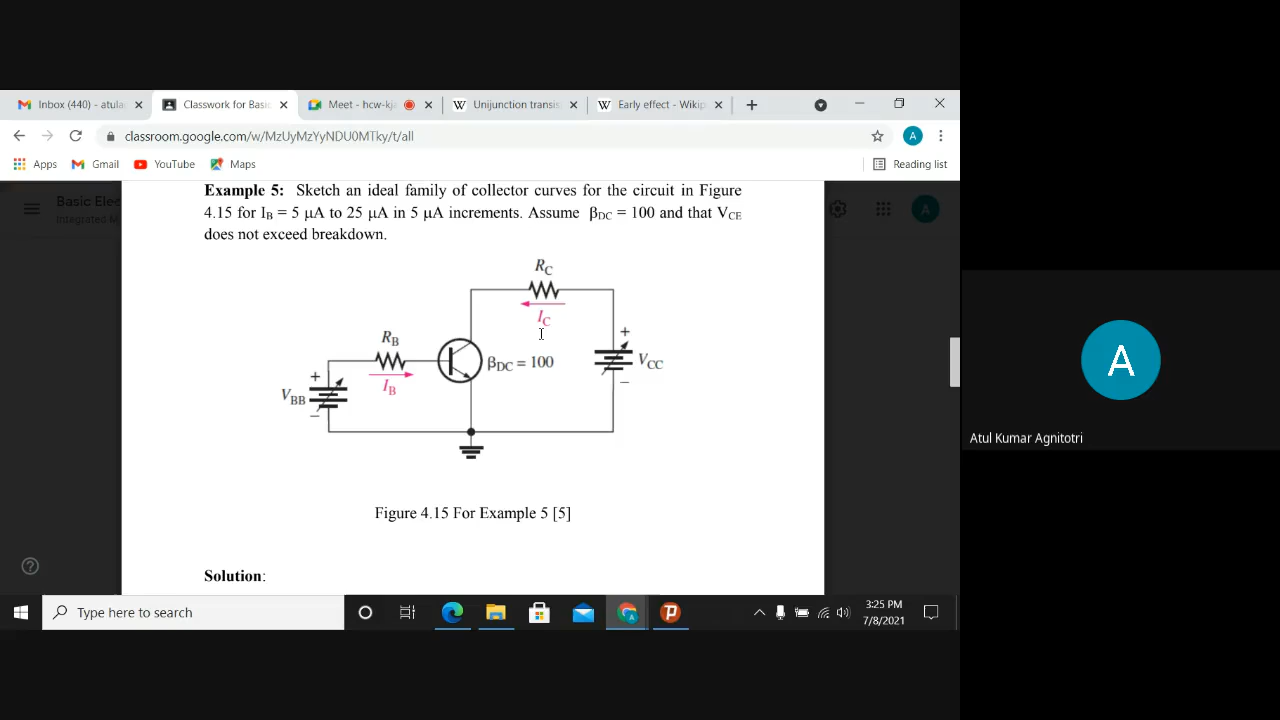 Inbox (440) - atula
Classwork for Basic
Meet - hcw-kj
Unijunction transis
Early effect - Wikip
classroom.google.com/w/MzUyMzYyNDU0MTky/t/all
Apps
Gmail
YouTube
Maps
Reading list
Basic Elec
Integrated M
Example 5: Sketch an ideal family of collector curves for the circuit in Figure
4.15 for IB = 5 μA to 25 μA in 5 μA increments. Assume βDC = 100 and that VCE
does not exceed breakdown.
RC
IC
RB
IB
βDC = 100
VBB
VCC
+
−
+
−
Figure 4.15 For Example 5 [5]
Solution:
Type here to search
3:25 PM
7/8/2021
A
Atul Kumar Agnitotri